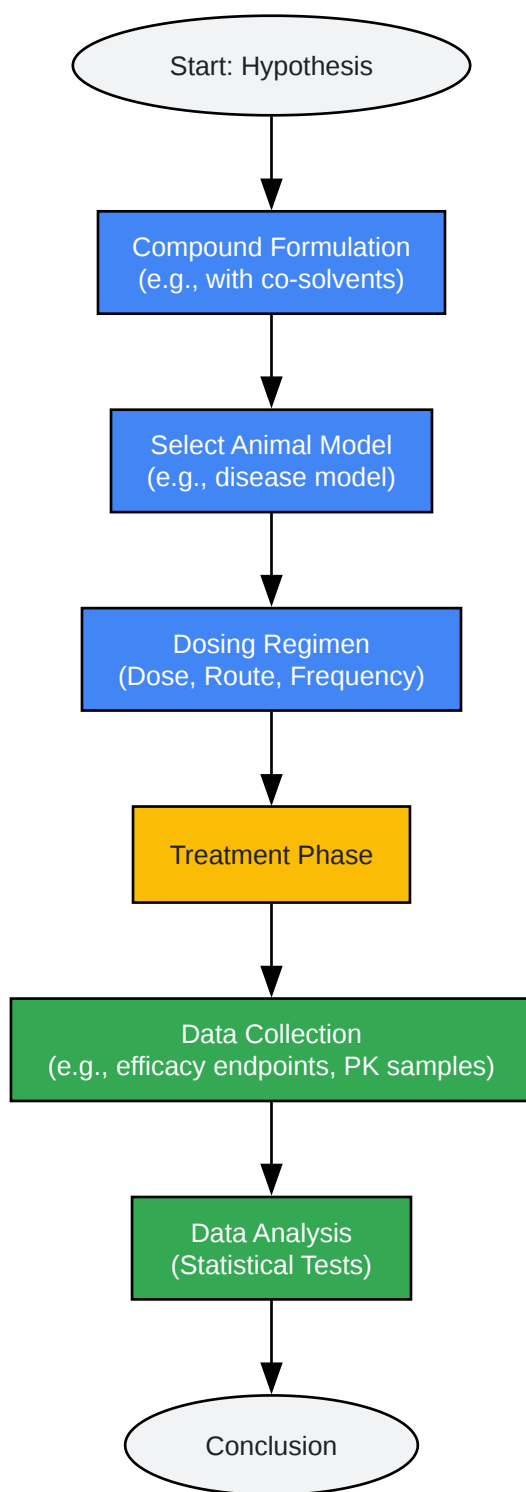 Start: Hypothesis
Compound Formulation
(e.g., with co-solvents)
Select Animal Model
(e.g., disease model)
Dosing Regimen
(Dose, Route, Frequency)
Treatment Phase
Data Collection
(e.g., efficacy endpoints, PK samples)
Data Analysis
(Statistical Tests)
Conclusion